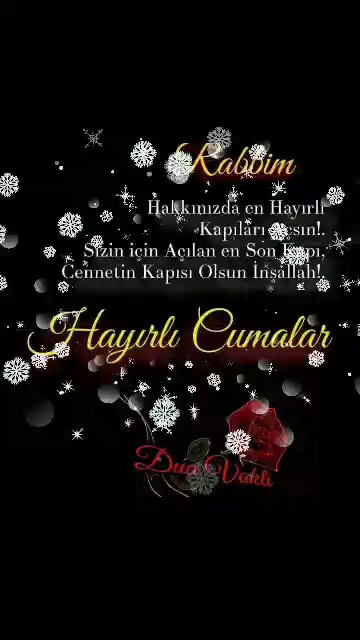 Rabbim
Hakkınızda en Hayırlı
Kapıları Açsın!.
Sizin için Açılan en Son Kapı,
Cennetin Kapısı Olsun İnşallah!.
Hayırlı Cumalar
Dua Vakti